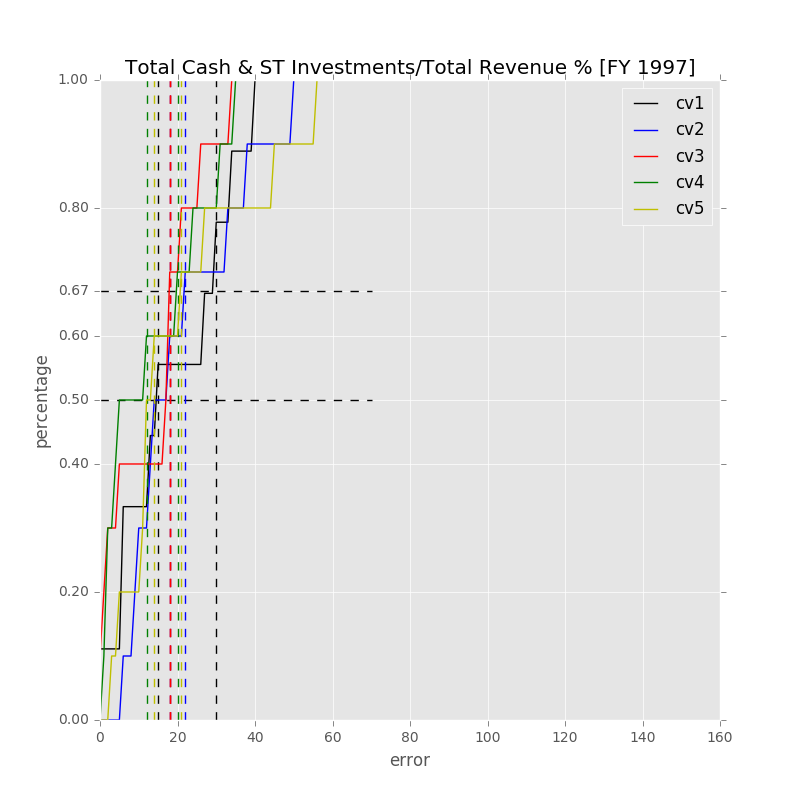 Total Cash & ST Investments/Total Revenue % [FY 1997]
1.00
0.80
0.67
0.60
0.50
0.40
0.20
0.00
percentage
cv1
cv2
cv3
cv4
cv5
0 20 40 60 80 100 120 140 160
error